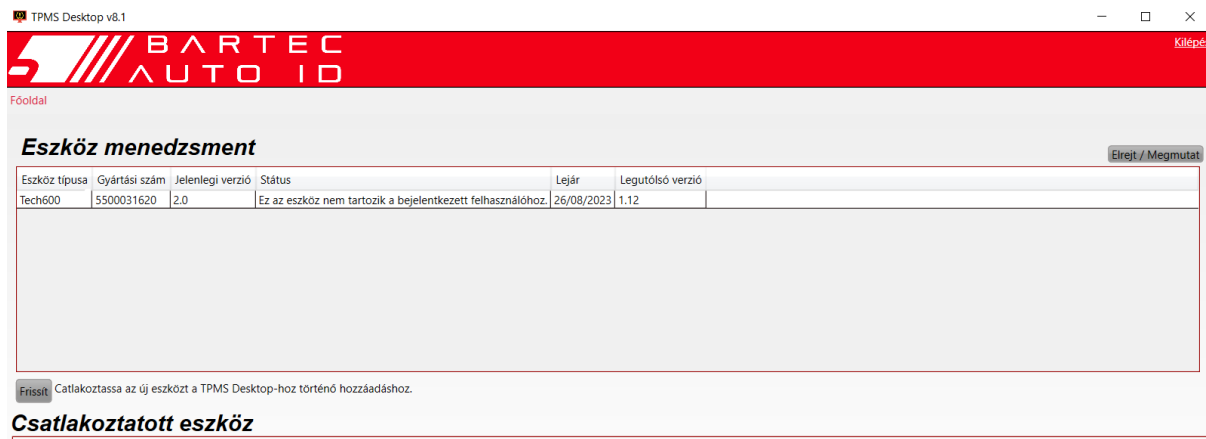 TPMS Desktop v8.1
BARTEC
AUTO ID
Kilépé
Főoldal
Eszköz menedzsment
Elrejt / Megmutat
Eszköz típusa Gyártási szám Jelenlegi verzió Státus Lejár Legutólsó verzió
Tech600 5500031620 2.0 Ez az eszköz nem tartozik a bejelentkezett felhasználóhoz. 26/08/2023 1.12
Frissít Catlakoztassa az új eszközt a TPMS Desktop-hoz történő hozzáadáshoz.
Csatlakoztatott eszköz